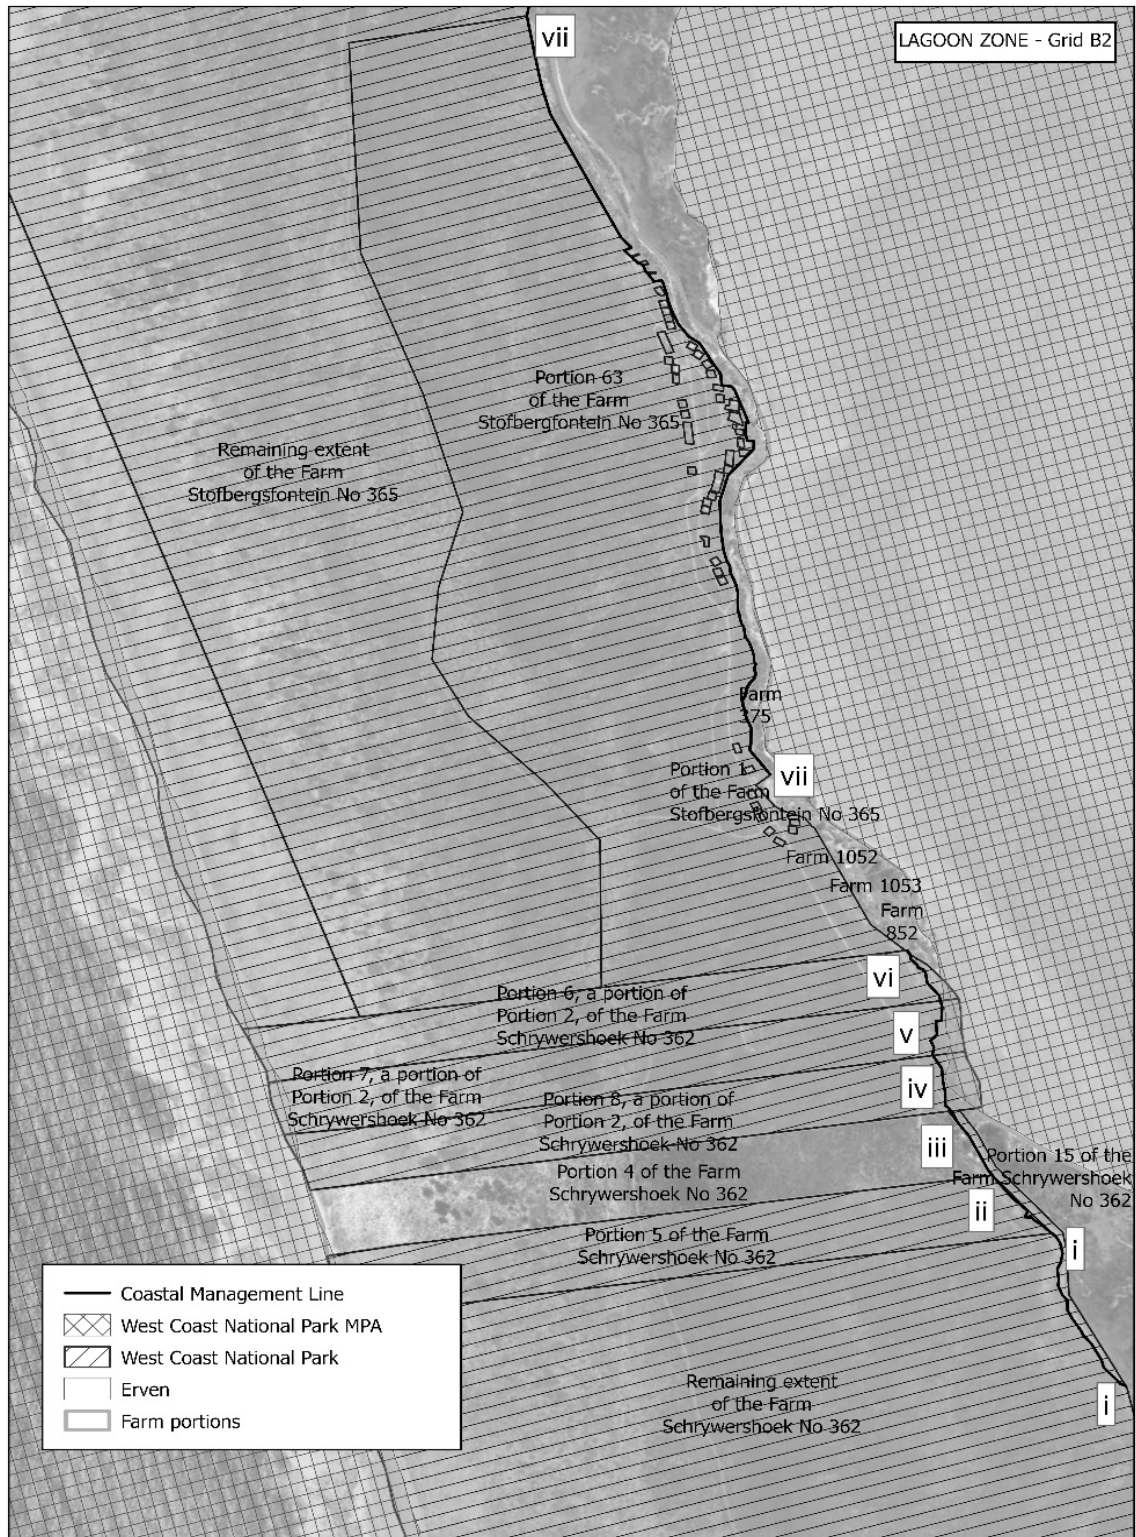 vii
LAGOON ZONE - Grid B2
Portion 63
of the Farm
Stofbergfontein No 365
Remaining extent
of the Farm
Stofbergsfontein No 365
Farm
375
Portion 1
of the Farm
Stofbergsfontein No 365
vii
Farm 1052
Farm 1053
Farm
852
vi
Portion 6, a portion of
Portion 2, of the Farm
Schrywershoek No 362
v
Portion 7, a portion of
Portion 2, of the Farm
Schrywershoek No 362
iv
Portion 8, a portion of
Portion 2, of the Farm
Schrywershoek No 362
iii
Portion 15 of the
Farm Schrywershoek
No 362
Portion 4 of the Farm
Schrywershoek No 362
ii
Portion 5 of the Farm
Schrywershoek No 362
i
Coastal Management Line
West Coast National Park MPA
West Coast National Park
Erven
Farm portions
Remaining extent
of the Farm
Schrywershoek No 362
i